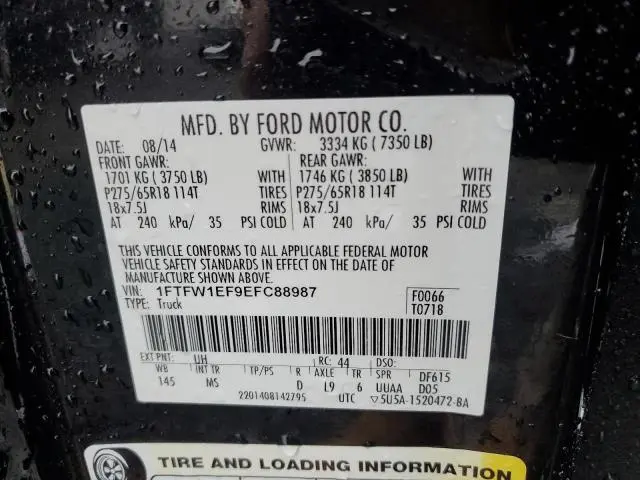 MFD. BY FORD MOTOR CO.
DATE: 08/14 GVWR: 3334 KG ( 7350 LB)
FRONT GAWR: REAR GAWR:
1701 KG ( 3750 LB) WITH 1746 KG ( 3850 LB) WITH
P275/65R18 114T TIRES P275/65R18 114T TIRES
18x7.5J RIMS 18x7.5J RIMS
AT 240 kPa/ 35 PSI COLD AT 240 kPa/ 35 PSI COLD
THIS VEHICLE CONFORMS TO ALL APPLICABLE FEDERAL MOTOR
VEHICLE SAFETY STANDARDS IN EFFECT ON THE DATE OF
MANUFACTURE SHOWN ABOVE.
VIN: 1FTFW1EF9EFC88987 F0066
TYPE: Truck T0718
EXT PNT: UH RC: 44 DSO:
WB INT TR TP/PS R AXLE TR SPR DF615
145 MS D L9 6 UUAA D05
2201408142795 UTC ▽5U5A-1520472-BA
TIRE AND LOADING INFORMATION